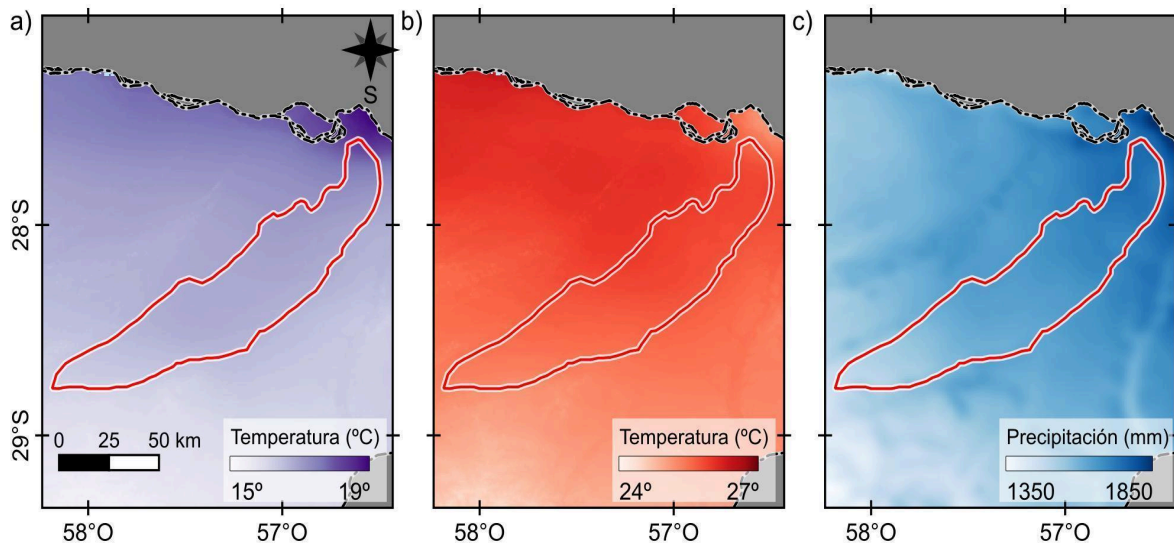 a)
S
28°S
29°S
0 25 50 km
Temperatura (ºC)
15º 19º
58°O 57°O
b)
Temperatura (ºC)
24º 27º
58°O 57°O
c)
Precipitación (mm)
1350 1850
58°O 57°O